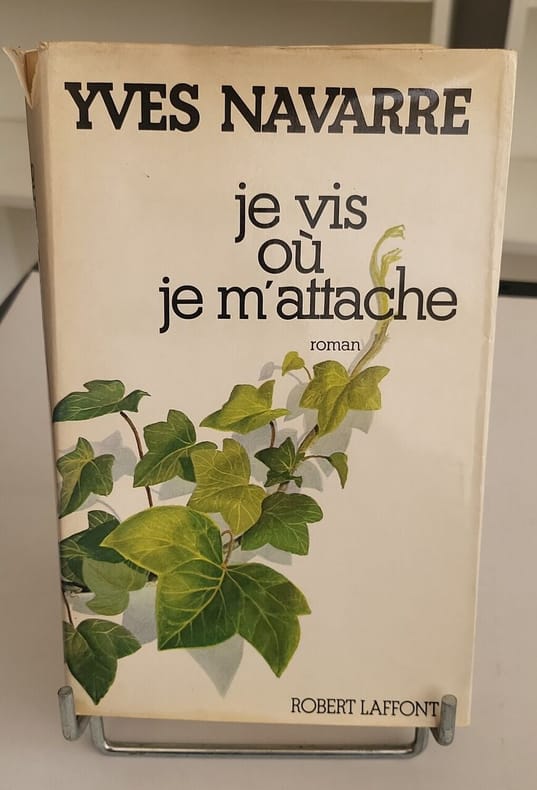 YVES NAVARRE
je vis
où
je m'attache
roman
ROBERT LAFFONT